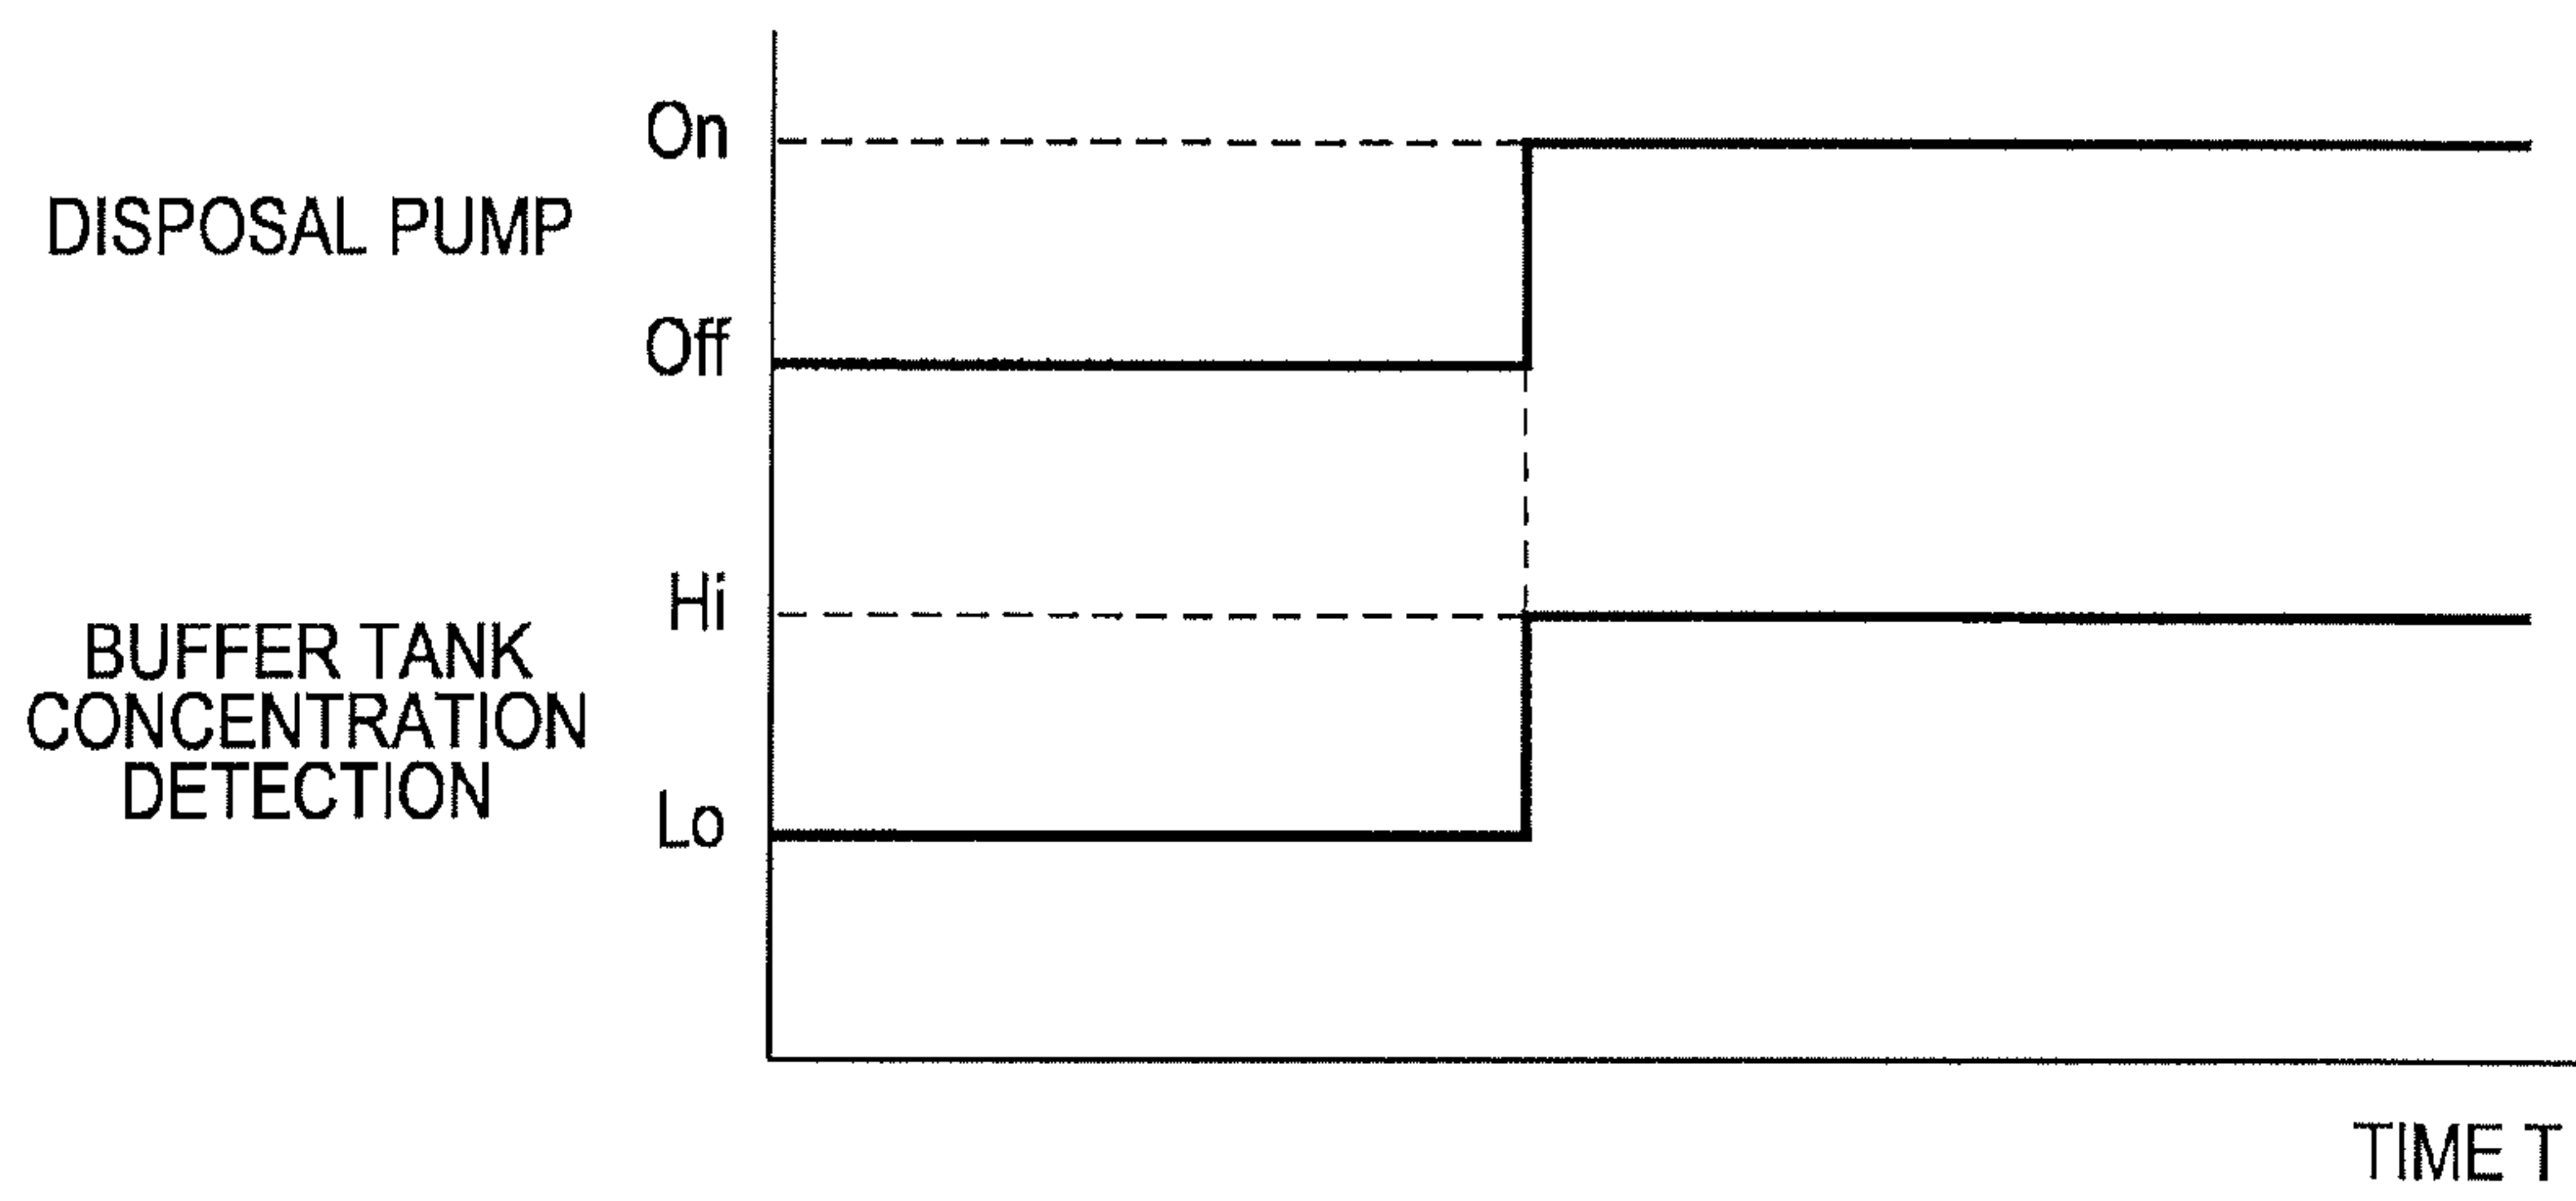 On
DISPOSAL PUMP
Off
Hi
BUFFER TANK
CONCENTRATION
DETECTION
Lo
TIME T